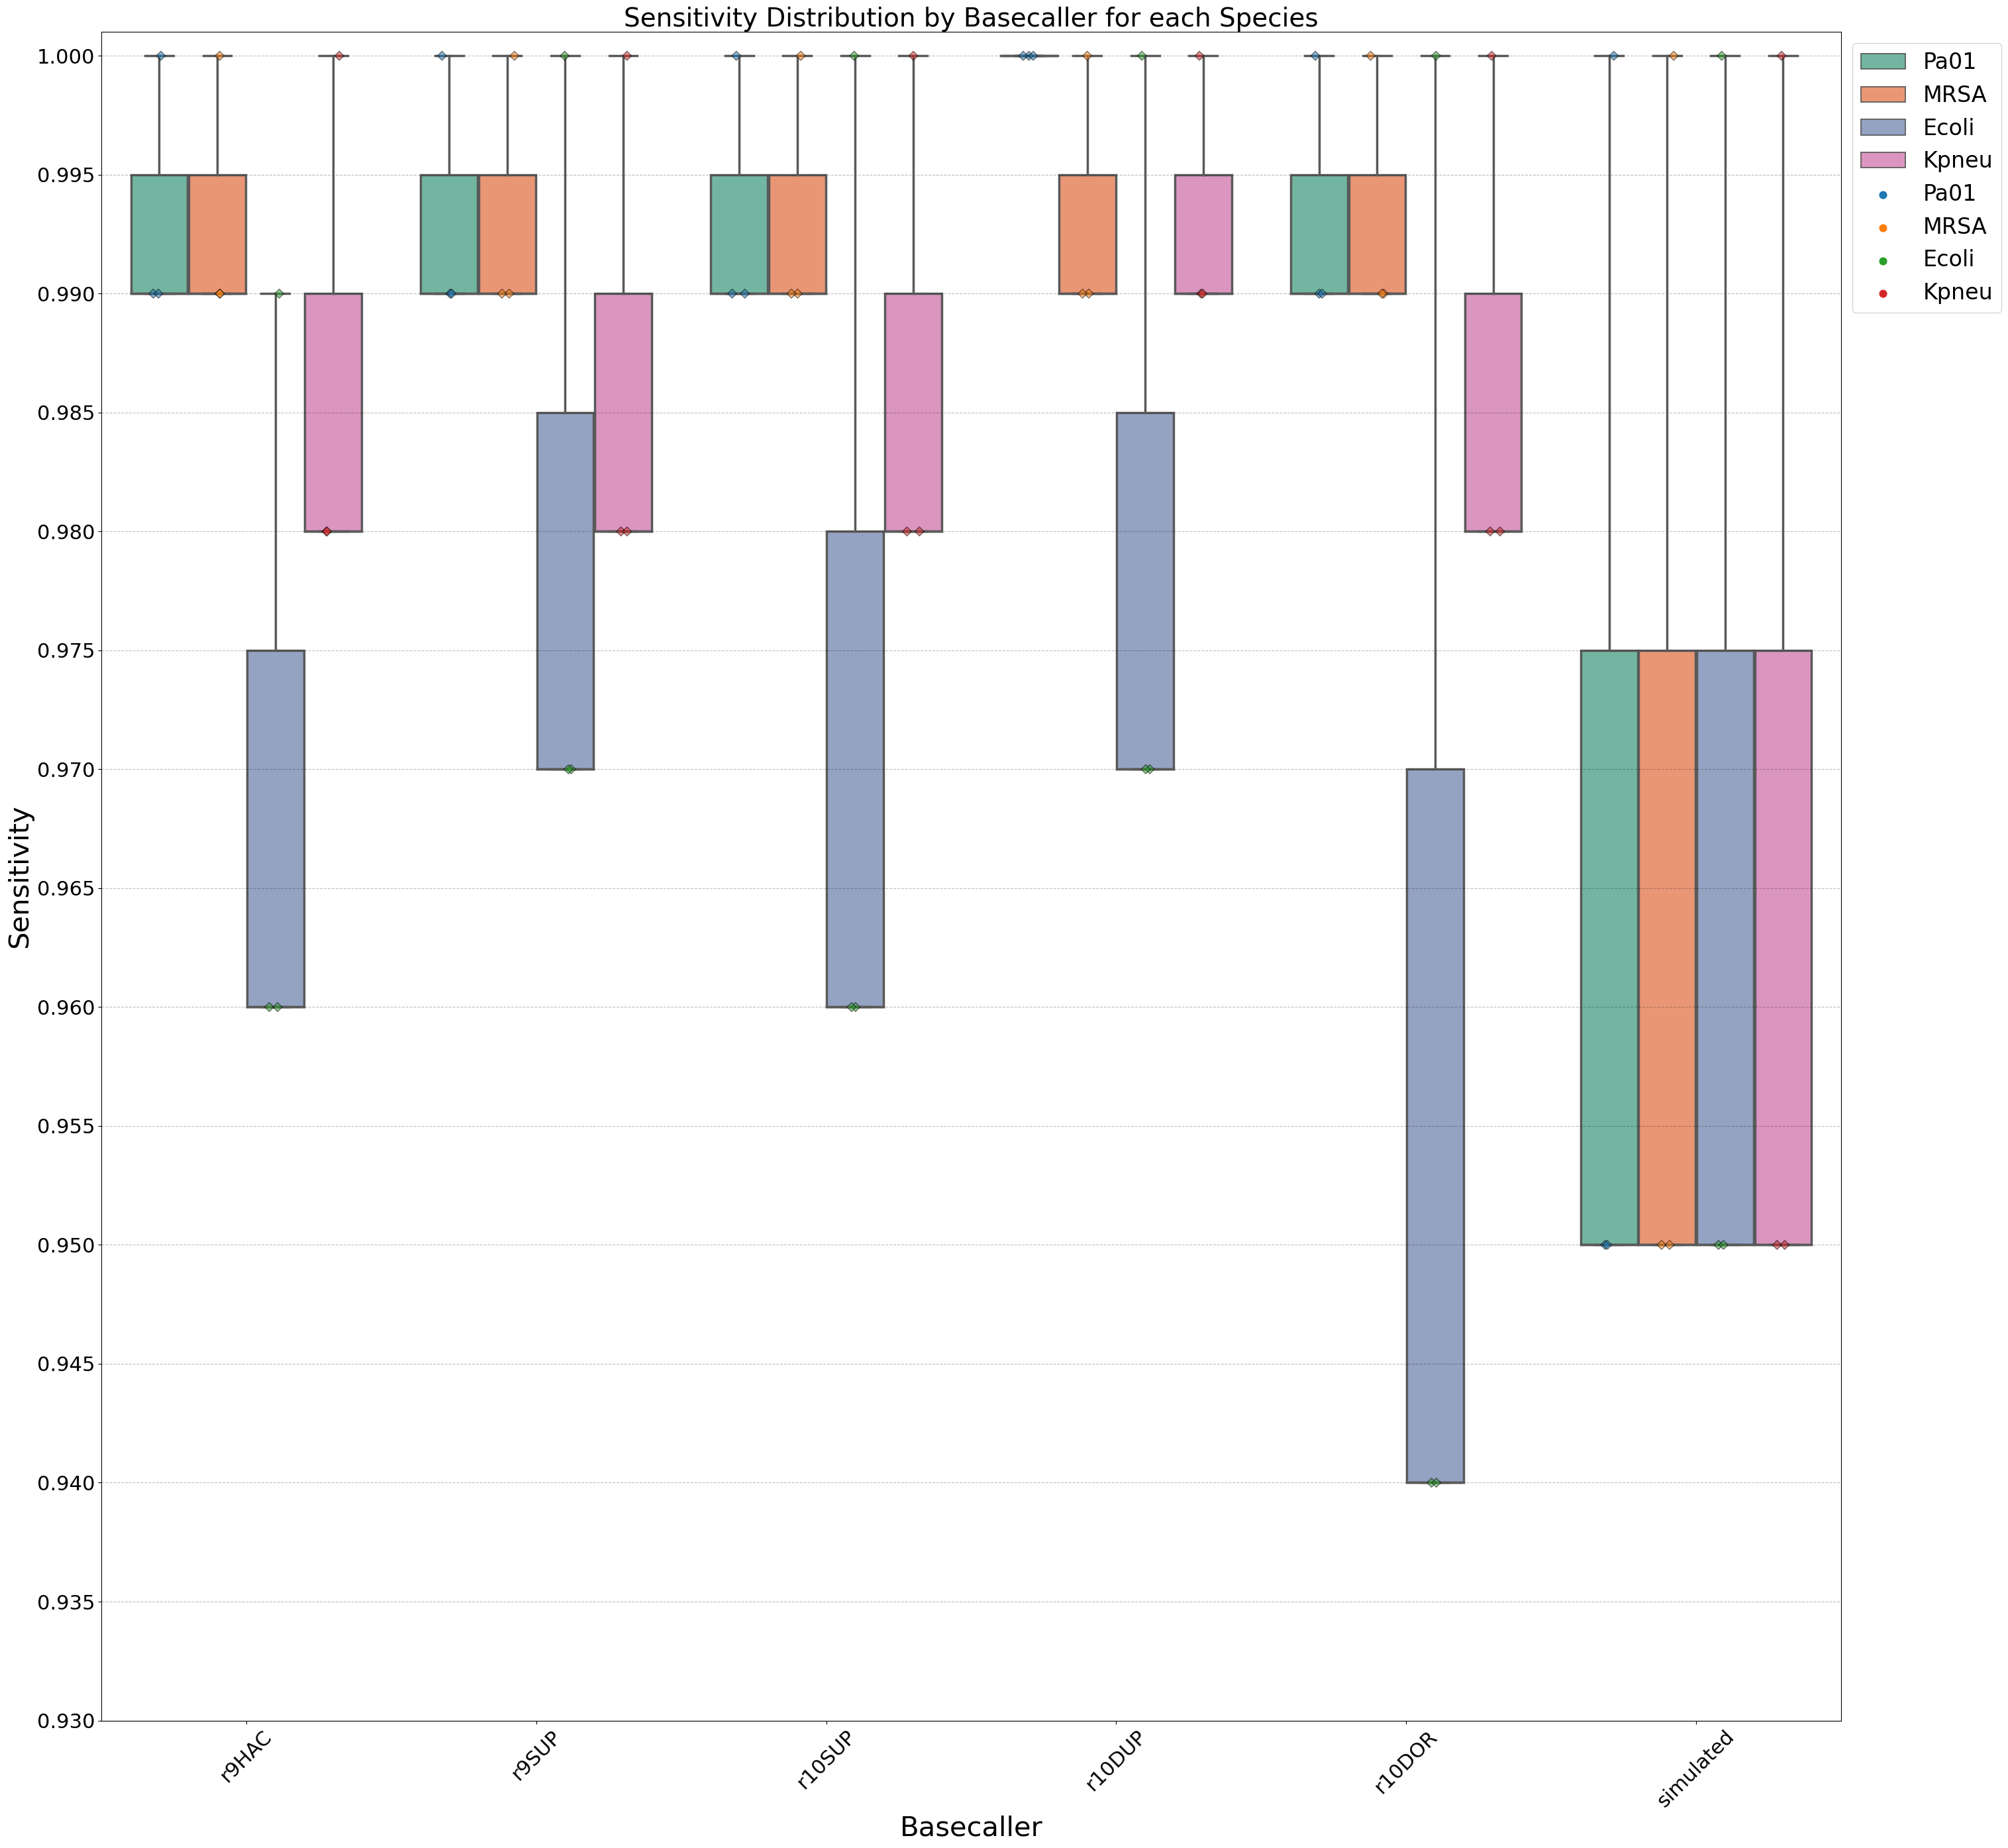 Sensitivity Distribution by Basecaller for each Species
1.000
0.995
0.990
0.985
0.980
0.975
0.970
0.965
0.960
0.955
0.950
0.945
0.940
0.935
0.930
Sensitivity
r9HAC
r9SUP
r10SUP
r10DUP
r10DOR
simulated
Basecaller
Pa01
MRSA
Ecoli
Kpneu
Pa01
MRSA
Ecoli
Kpneu